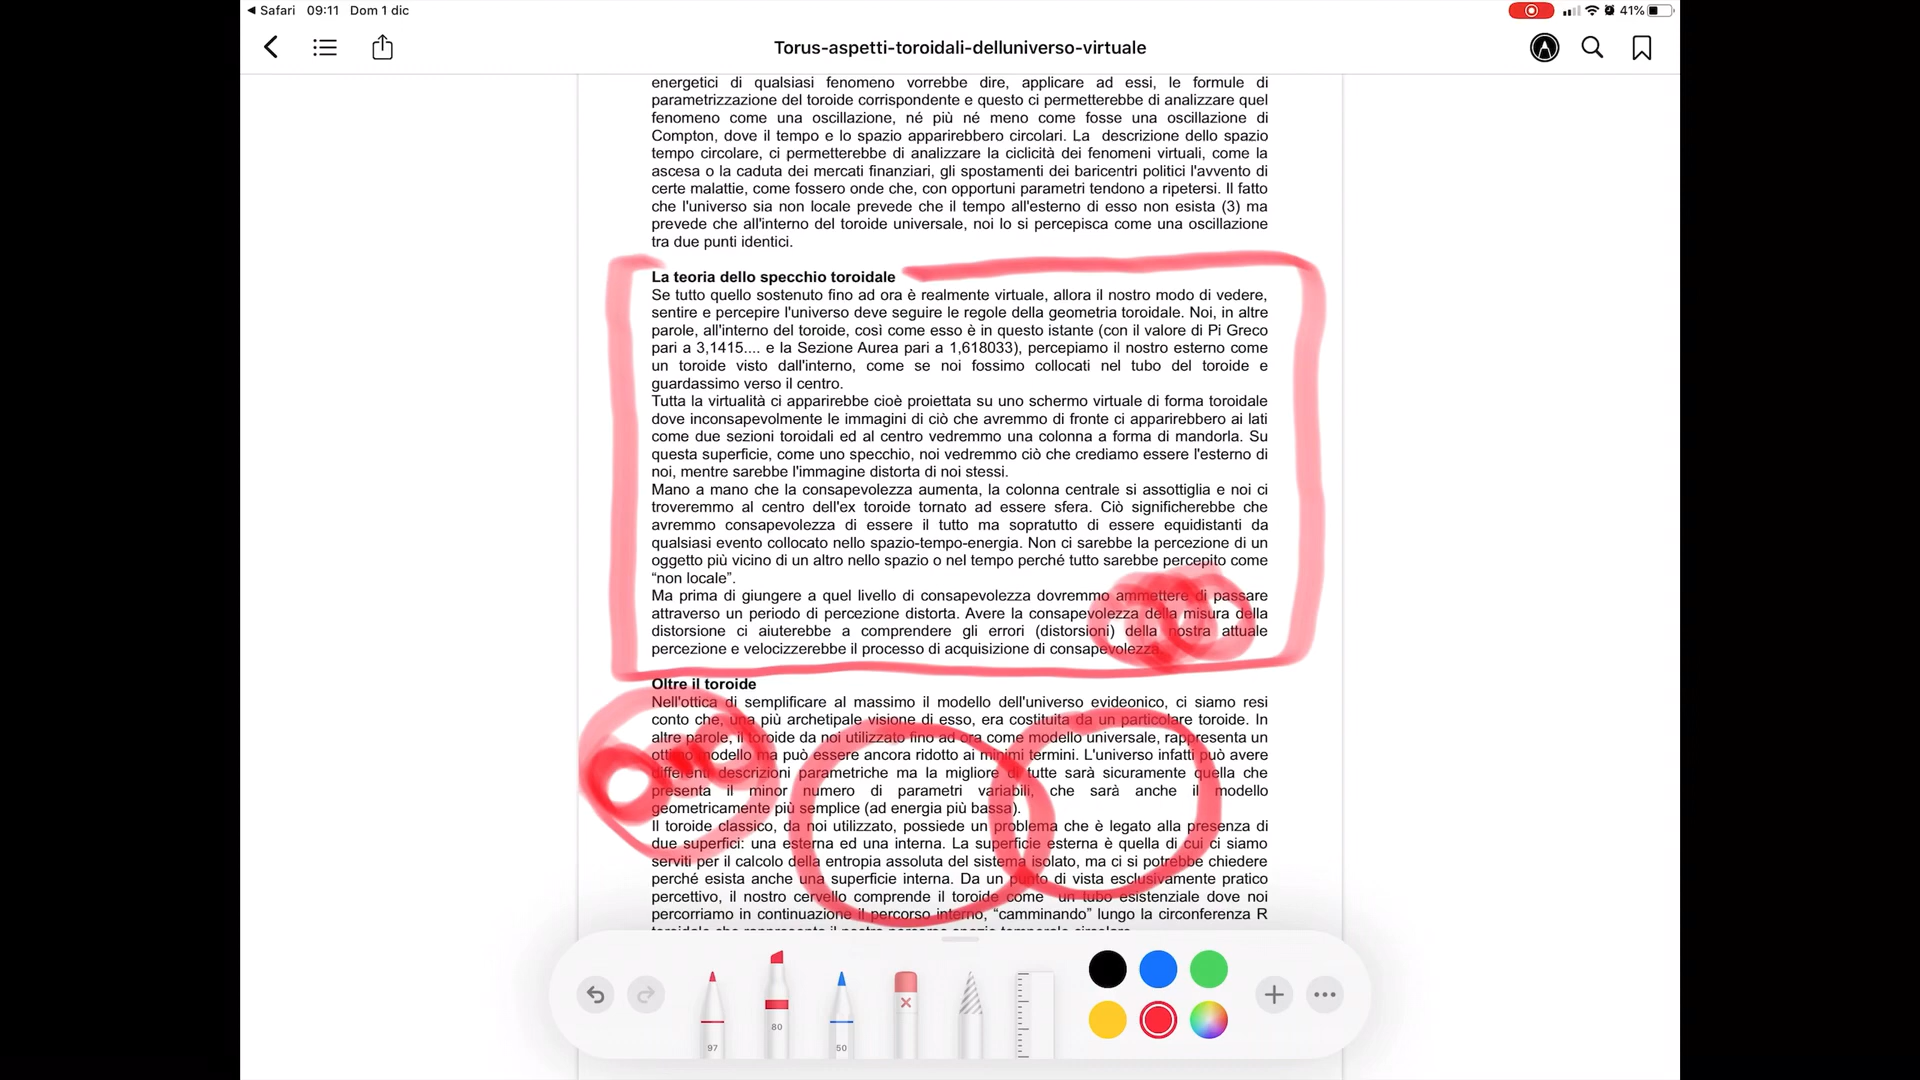 Safari 09:11 Dom 1 dic 41%
Torus-aspetti-toroidali-delluniverso-virtuale
energetici di qualsiasi fenomeno vorrebbe dire, applicare ad essi, le formule di
parametrizzazione del toroide corrispondente e questo ci permetterebbe di analizzare quel
fenomeno come una oscillazione, né più né meno come fosse una oscillazione di
Compton, dove il tempo e lo spazio apparirebbero circolari. La descrizione dello spazio
tempo circolare, ci permetterebbe di analizzare la ciclicità dei fenomeni virtuali, come la
ascesa o la caduta dei mercati finanziari, gli spostamenti dei baricentri politici l'avvento di
certe malattie, come fossero onde che, con opportuni parametri tendono a ripetersi. Il fatto
che l'universo sia non locale prevede che il tempo all'esterno di esso non esista (3) ma
prevede che all'interno del toroide universale, noi lo si percepisca come una oscillazione
tra due punti identici.
La teoria dello specchio toroidale
Se tutto quello sostenuto fino ad ora è realmente virtuale, allora il nostro modo di vedere,
sentire e percepire l'universo deve seguire le regole della geometria toroidale. Noi, in altre
parole, all'interno del toroide, così come esso è in questo istante (con il valore di Pi Greco
pari a 3,1415.... e la Sezione Aurea pari a 1,618033), percepiamo il nostro esterno come
un toroide visto dall'interno, come se noi fossimo collocati nel tubo del toroide e
guardassimo verso il centro.
Tutta la virtualità ci apparirebbe cioè proiettata su uno schermo virtuale di forma toroidale
dove inconsapevolmente le immagini di ciò che avremmo di fronte ci apparirebbero ai lati
come due sezioni toroidali ed al centro vedremmo una colonna a forma di mandorla. Su
questa superficie, come uno specchio, noi vedremmo ciò che crediamo essere l'esterno di
noi, mentre sarebbe l'immagine distorta di noi stessi.
Mano a mano che la consapevolezza aumenta, la colonna centrale si assottiglia e noi ci
troveremmo al centro dell'ex toroide tornato ad essere sfera. Ciò significherebbe che
avremmo consapevolezza di essere il tutto ma sopratutto di essere equidistanti da
qualsiasi evento collocato nello spazio-tempo-energia. Non ci sarebbe la percezione di un
oggetto più vicino di un altro nello spazio o nel tempo perché tutto sarebbe percepito come
“non locale”.
Ma prima di giungere a quel livello di consapevolezza dovremmo ammettere di passare
attraverso un periodo di percezione distorta. Avere la consapevolezza della misura della
distorsione ci aiuterebbe a comprendere gli errori (distorsioni) della nostra attuale
percezione e velocizzerebbe il processo di acquisizione di consapevolezza.
Oltre il toroide
Nell'ottica di semplificare al massimo il modello dell'universo evideonico, ci siamo resi
conto che, una più archetipale visione di esso, era costituita da un particolare toroide. In
altre parole, il toroide da noi utilizzato fino ad ora come modello universale, rappresenta un
ottimo modello ma può essere ancora ridotto ai minimi termini. L'universo infatti può avere
differenti descrizioni parametriche ma la migliore di tutte sarà sicuramente quella che
presenta il minor numero di parametri variabili, che sarà anche il modello
geometricamente più semplice (ad energia più bassa).
Il toroide classico, da noi utilizzato, possiede un problema che è legato alla presenza di
due superfici: una esterna ed una interna. La superficie esterna è quella di cui ci siamo
serviti per il calcolo della entropia assoluta del sistema isolato, ma ci si potrebbe chiedere
perché esista anche una superficie interna. Da un punto di vista esclusivamente pratico
percettivo, il nostro cervello comprende il toroide come un tubo esistenziale dove noi
percorriamo in continuazione il percorso interno, “camminando” lungo la circonferenza R
97 80 50